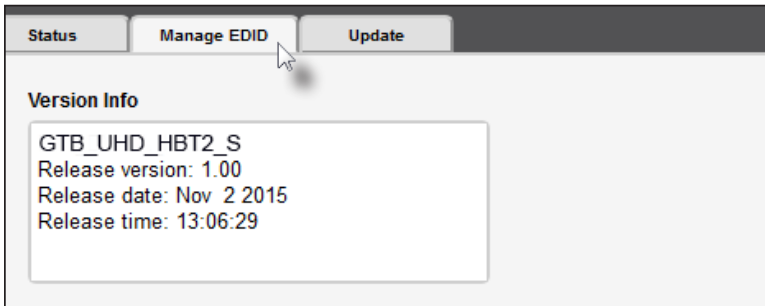 Status Manage EDID Update
Version Info
GTB_UHD_HBT2_S
Release version: 1.00
Release date: Nov  2 2015
Release time: 13:06:29